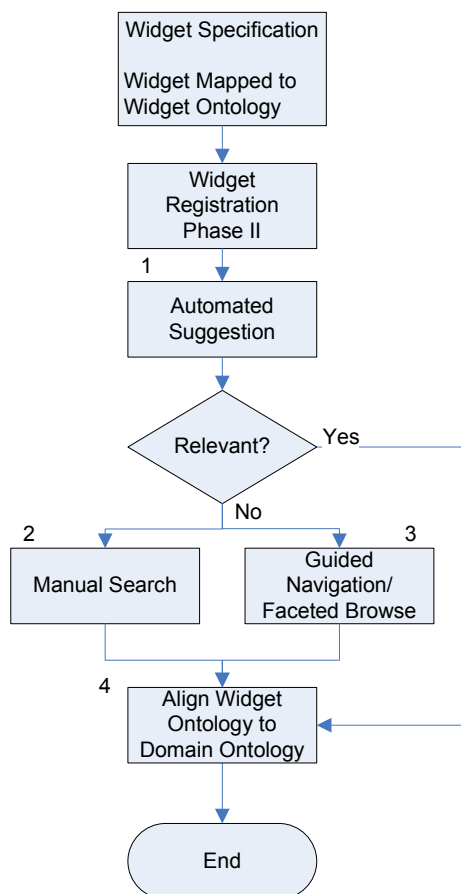 Widget Specification
Widget Mapped to
Widget Ontology
Widget
Registration
Phase II
1
Automated
Suggestion
Relevant?
Yes
No
2
Manual Search
3
Guided
Navigation/
Faceted Browse
4
Align Widget
Ontology to
Domain Ontology
End